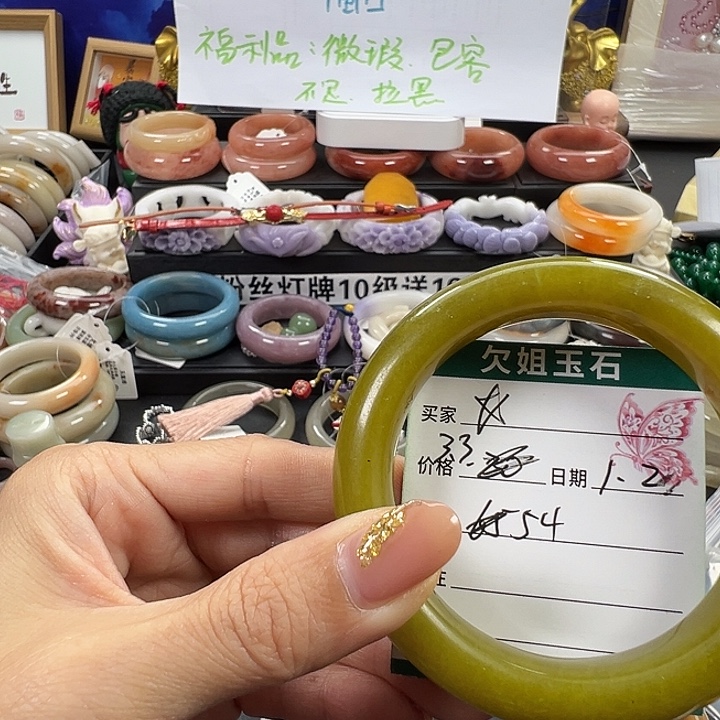 福利品:微瑕.包容
不退.拉黑
生
粉丝灯牌10级送1
欠姐玉石
买家
价格 33. 日期 1.2
54